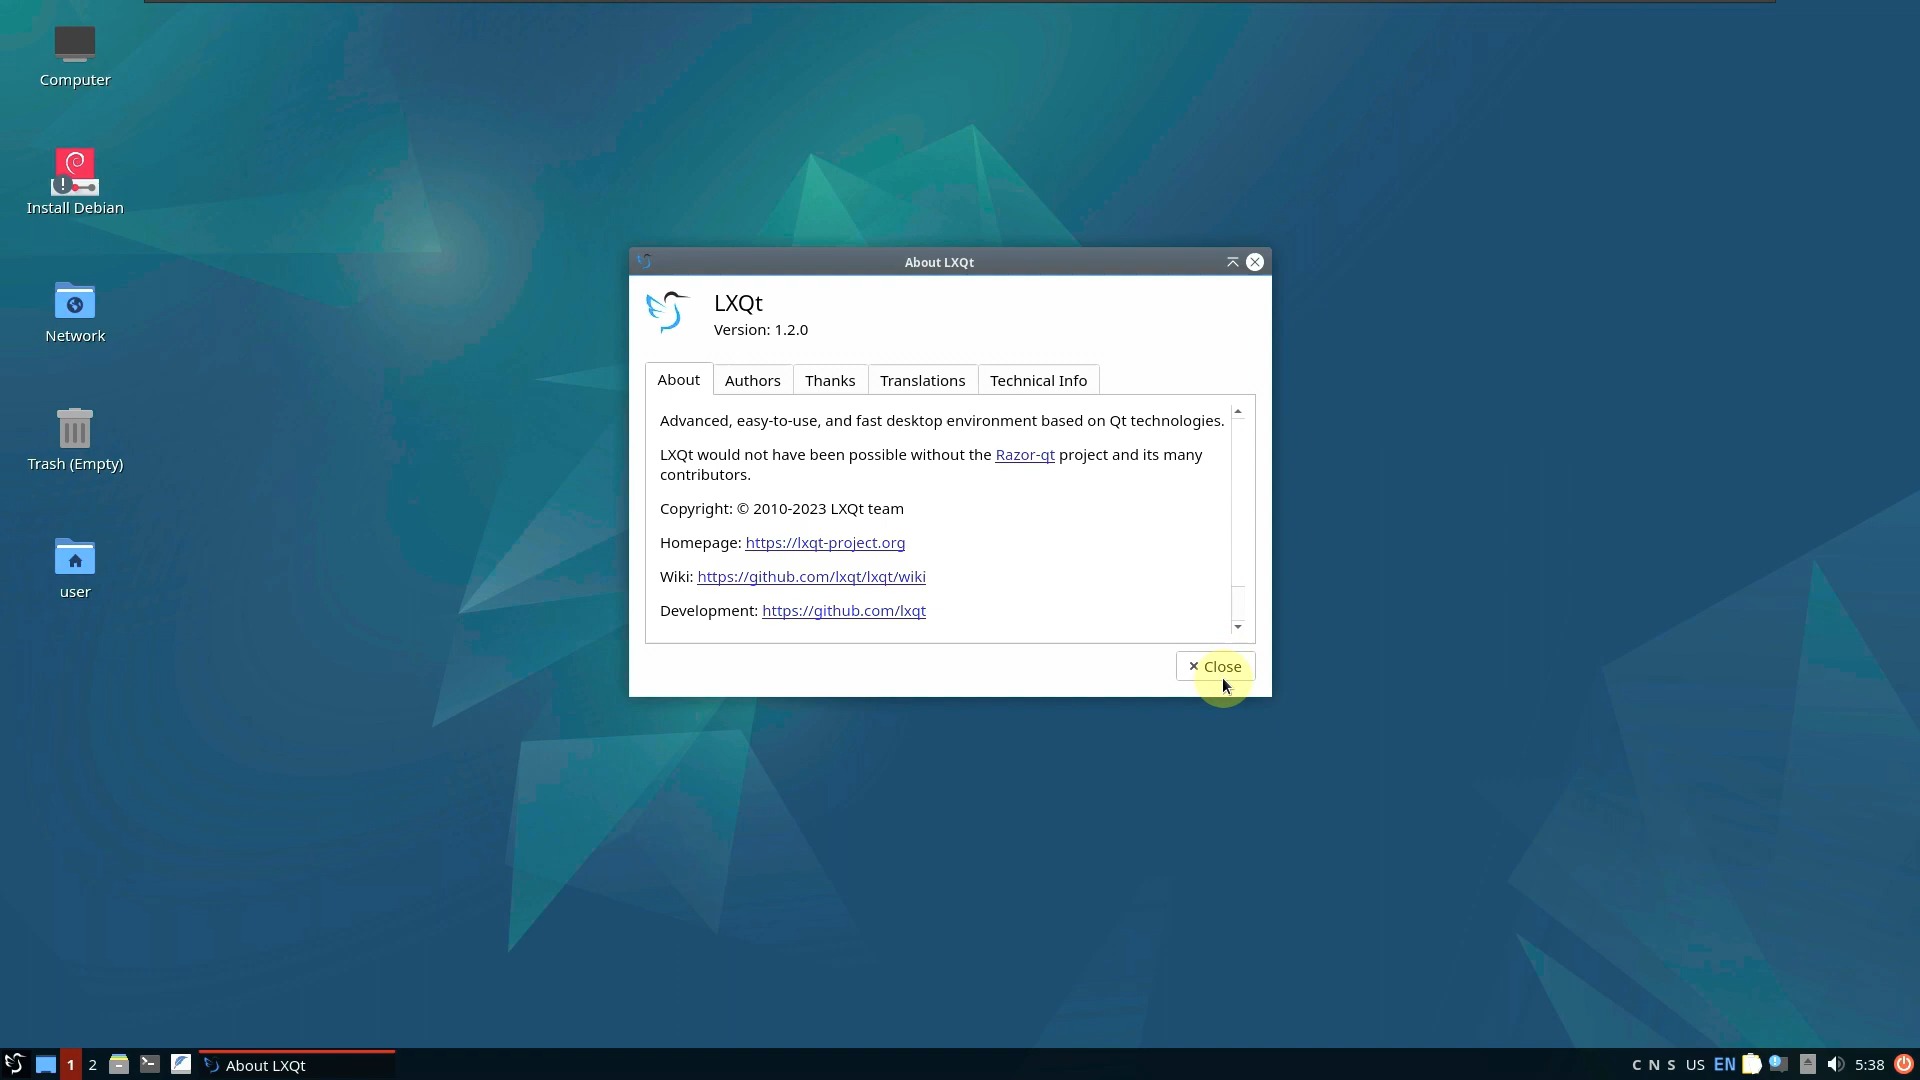 Computer
Install Debian
Network
Trash (Empty)
user
About LXQt
LXQt
Version: 1.2.0
About Authors Thanks Translations Technical Info
Advanced, easy-to-use, and fast desktop environment based on Qt technologies.
LXQt would not have been possible without the Razor-qt project and its many
contributors.
Copyright: © 2010-2023 LXQt team
Homepage: https://lxqt-project.org
Wiki: https://github.com/lxqt/lxqt/wiki
Development: https://github.com/lxqt
Close
1 2 About LXQt C N S US EN 5:38